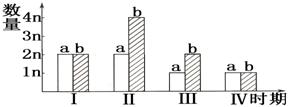 数量
4n
3n
2n
1n
a b
a b
a b
a b
I II III IV 时期